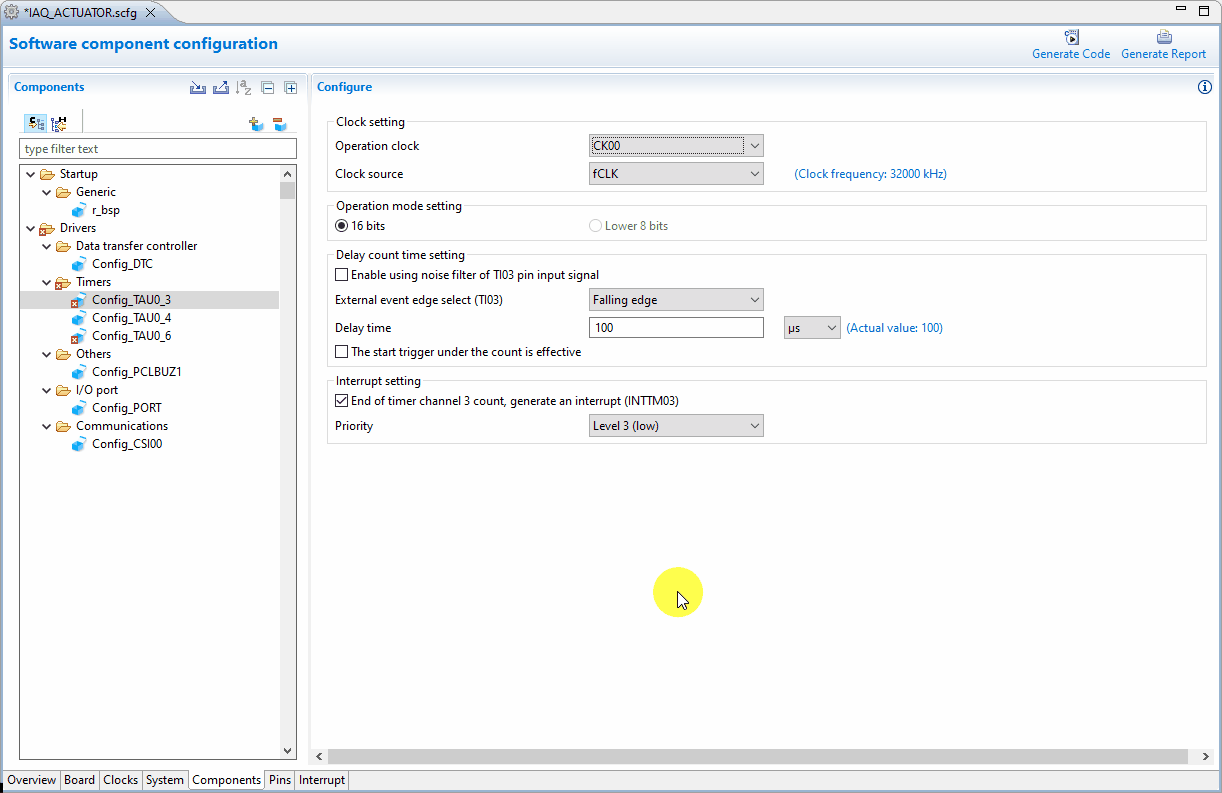 *IAQ_ACTUATOR.scfg
Software component configuration
Generate Code
Generate Report
Components
type filter text
Startup
Generic
r_bsp
Drivers
Data transfer controller
Config_DTC
Timers
Config_TAU0_3
Config_TAU0_4
Config_TAU0_6
Others
Config_PCLBUZ1
I/O port
Config_PORT
Communications
Config_CSI00
Configure
Clock setting
Operation clock CK00
Clock source fCLK (Clock frequency: 32000 kHz)
Operation mode setting
16 bits Lower 8 bits
Delay count time setting
Enable using noise filter of TI03 pin input signal
External event edge select (TI03) Falling edge
Delay time 100 µs (Actual value: 100)
The start trigger under the count is effective
Interrupt setting
End of timer channel 3 count, generate an interrupt (INTTM03)
Priority Level 3 (low)
Overview Board Clocks System Components Pins Interrupt